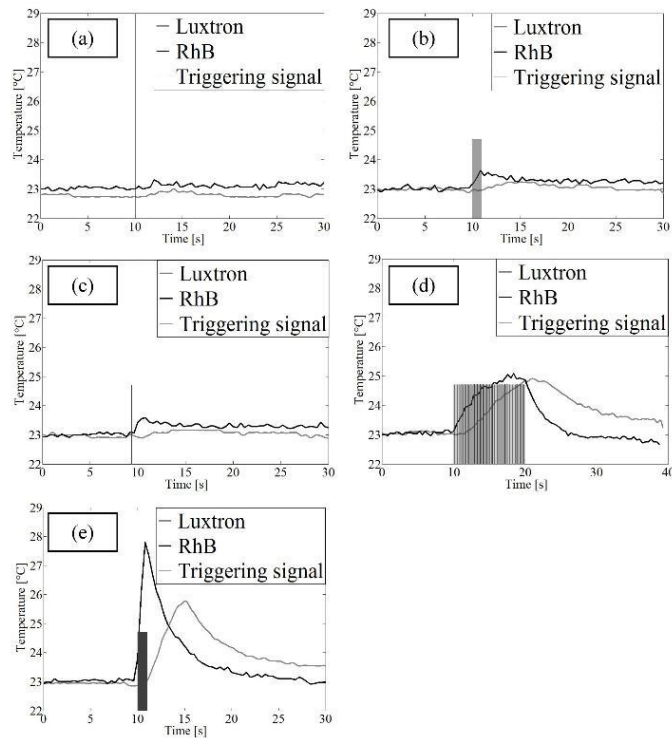 (a)
Luxtron
RhB
Triggering signal
Temperature [°C]
29
28
27
26
25
24
23
22
0 5 10 15 20 25 30
Time [s]
(b)
Luxtron
RhB
Triggering signal
Temperature [°C]
29
28
27
26
25
24
23
22
0 5 10 15 20 25 30
Time [s]
(c)
Luxtron
RhB
Triggering signal
Temperature [°C]
29
28
27
26
25
24
23
22
0 5 10 15 20 25 30
Time [s]
(d)
Luxtron
RhB
Triggering signal
Temperature [°C]
29
28
27
26
25
24
23
22
0 10 20 30 40
Time [s]
(e)
Luxtron
RhB
Triggering signal
Temperature [°C]
29
28
27
26
25
24
23
22
0 5 10 15 20 25 30
Time [s]